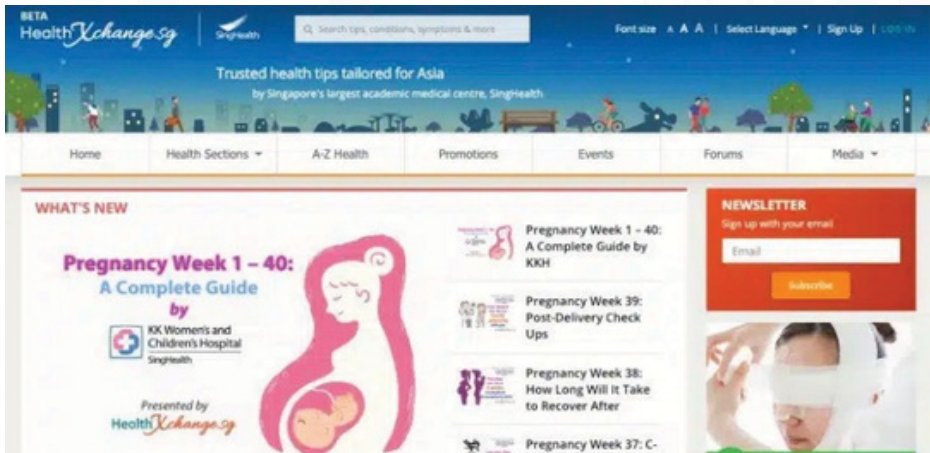 BETA
HealthXchange.sg
SingHealth
Search tips, conditions, symptoms & more
Font size A A A | Select Language | Sign Up | LOG IN
Trusted health tips tailored for Asia
by Singapore's largest academic medical centre, SingHealth
Home
Health Sections
A-Z Health
Promotions
Events
Forums
Media
WHAT'S NEW
Pregnancy Week 1 – 40:
A Complete Guide
by
KK Women's and
Children's Hospital
SingHealth
Presented by
HealthXchange.sg
Pregnancy Week 1 – 40:
A Complete Guide by
KKH
Pregnancy Week 39:
Post-Delivery Check
Ups
Pregnancy Week 38:
How Long Will It Take
to Recover After
Pregnancy Week 37: C-
NEWSLETTER
Sign up with your email
Email
Subscribe